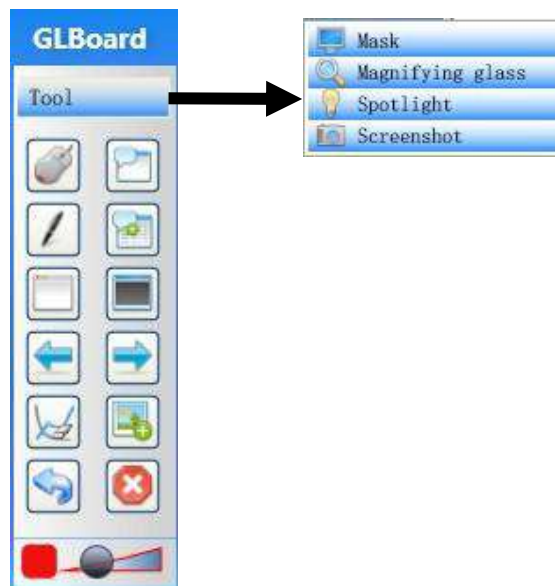 GLBoard
Tool
Mask
Magnifying glass
Spotlight
Screenshot